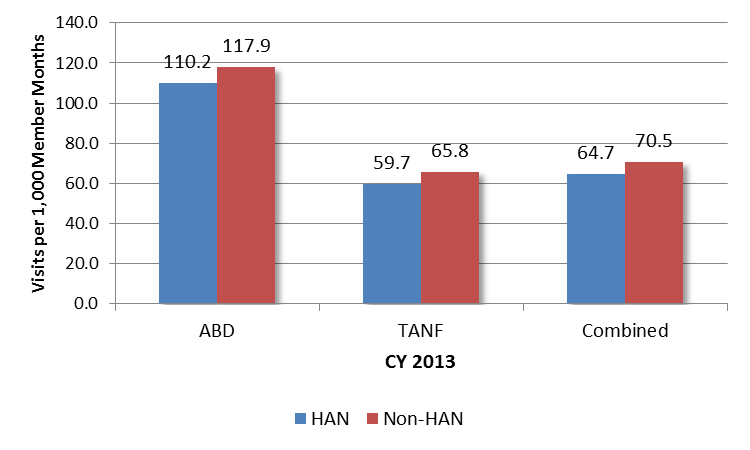 140.0
120.0
100.0
80.0
60.0
40.0
20.0
0.0
Visits per 1,000 Member Months
110.2 117.9
59.7 65.8
64.7 70.5
ABD TANF Combined
CY 2013
HAN Non-HAN